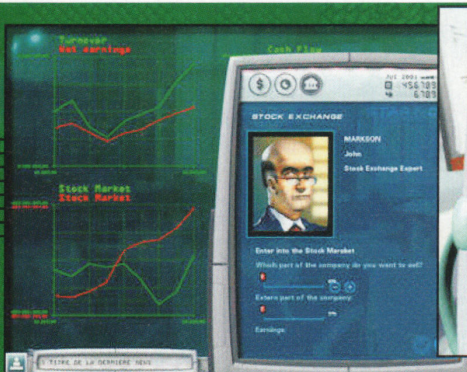 Turnover
Net earnings
Cash Flow
STOCK EXCHANGE
MARKSON
John
Stock Exchange Expert
Stock Market
Stock Market
Enter into the Stock Market
Which part of the company do you want to sell?
Extern part of the company:
Earnings:
TITRE DE LA DERNIERE NEWS